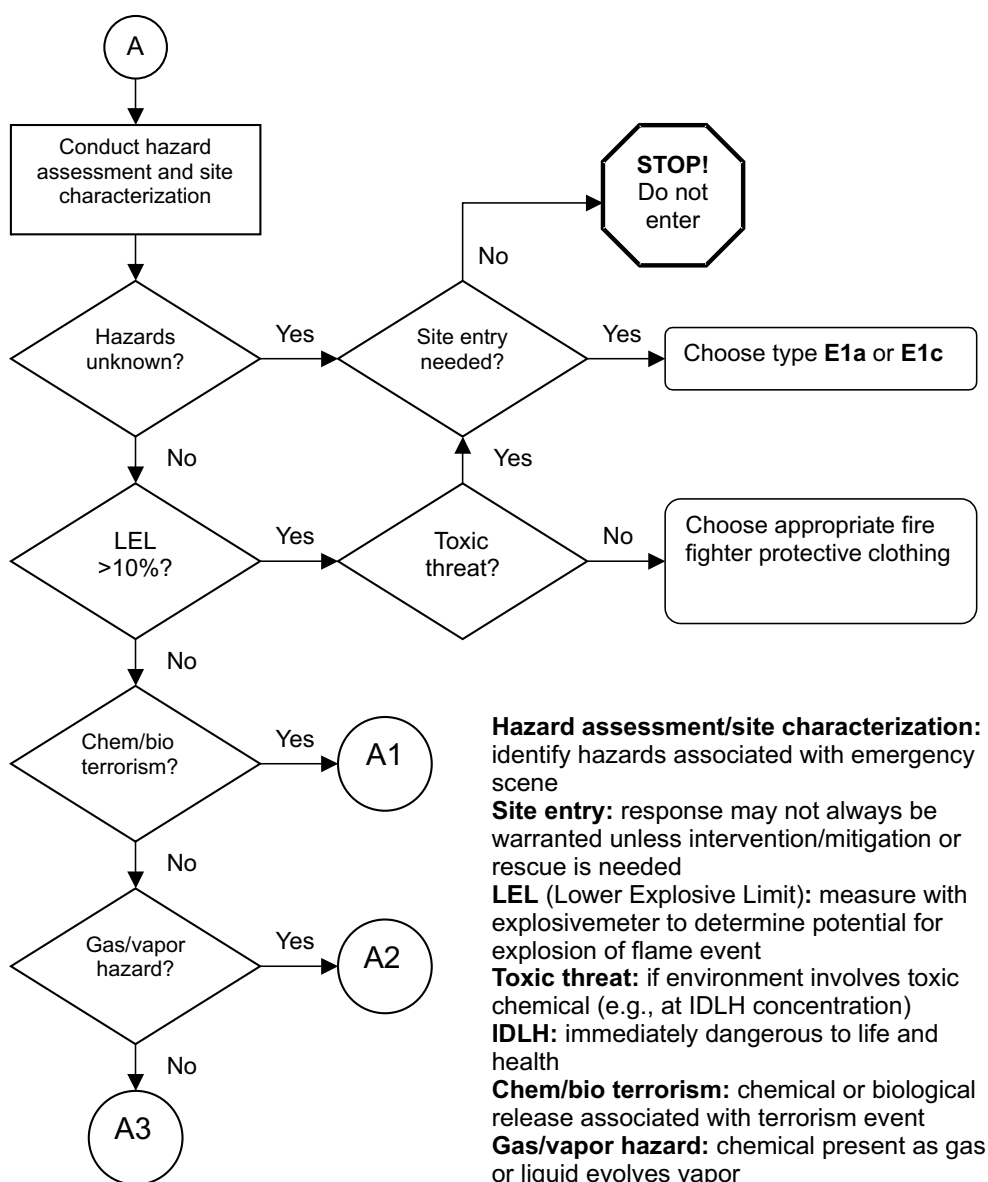 A
Conduct hazard
assessment and site
characterization
STOP!
Do not
enter
No
Hazards
unknown?
Yes
Site entry
needed?
Yes
Choose type E1a or E1c
No
Yes
LEL
>10%?
Yes
Toxic
threat?
No
Choose appropriate fire
fighter protective clothing
No
Chem/bio
terrorism?
Yes
A1
No
Gas/vapor
hazard?
Yes
A2
No
A3
Hazard assessment/site characterization:
identify hazards associated with emergency
scene
Site entry: response may not always be
warranted unless intervention/mitigation or
rescue is needed
LEL (Lower Explosive Limit): measure with
explosivemeter to determine potential for
explosion of flame event
Toxic threat: if environment involves toxic
chemical (e.g., at IDLH concentration)
IDLH: immediately dangerous to life and
health
Chem/bio terrorism: chemical or biological
release associated with terrorism event
Gas/vapor hazard: chemical present as gas
or liquid evolves vapor